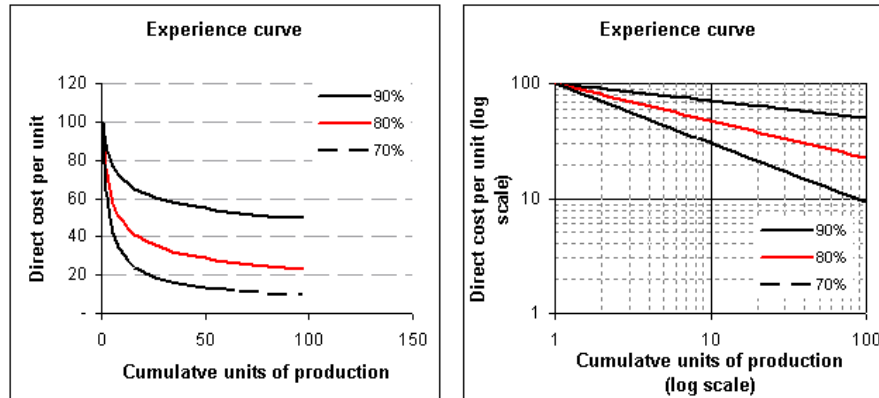 Experience curve
120
100
80
60
40
20
-
0
50
100
150
90%
80%
70%
Direct cost per unit
Cumulatve units of production
Experience curve
100
10
1
1
10
100
90%
80%
70%
Direct cost per unit (log
scale)
Cumulatve units of production
(log scale)